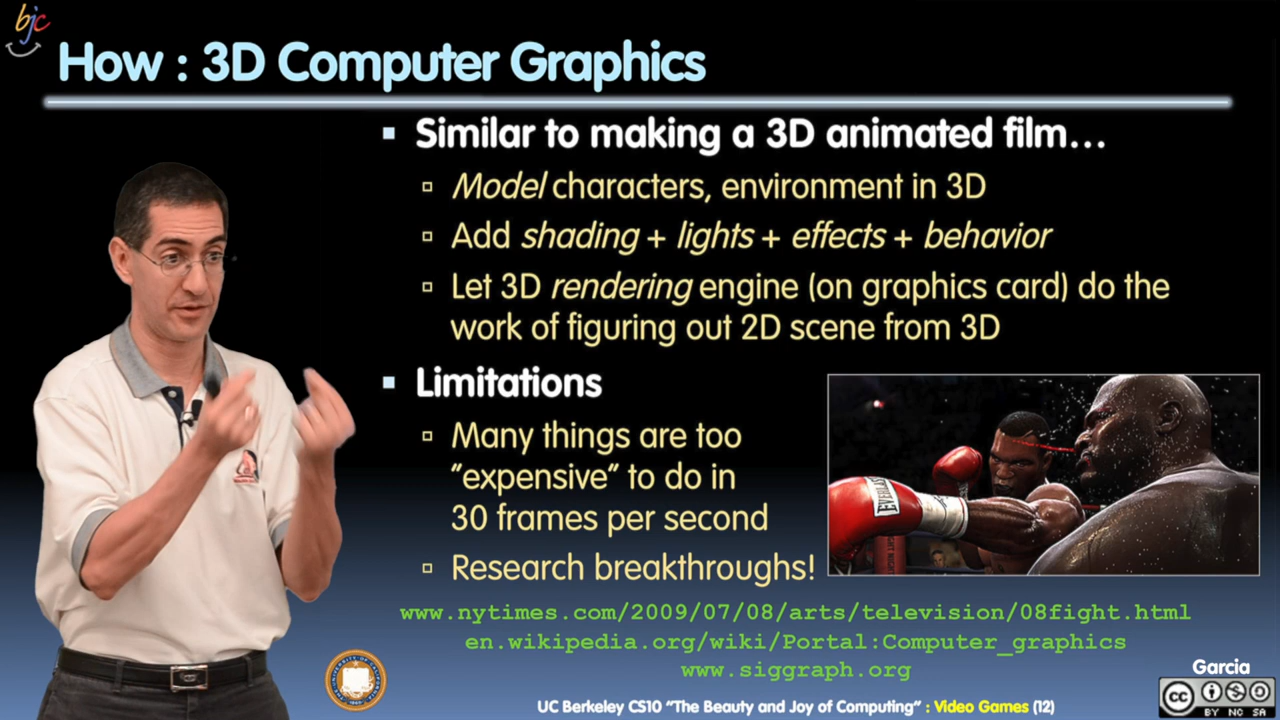 bjc
How : 3D Computer Graphics
▪ Similar to making a 3D animated film…
▫ Model characters, environment in 3D
▫ Add shading + lights + effects + behavior
▫ Let 3D rendering engine (on graphics card) do the
work of figuring out 2D scene from 3D
▪ Limitations
▫ Many things are too
"expensive" to do in
30 frames per second
▫ Research breakthroughs!
EVERLAST
www.nytimes.com/2009/07/08/arts/television/08fight.html
en.wikipedia.org/wiki/Portal:Computer_graphics
www.siggraph.org
Garcia
UC Berkeley CS10 "The Beauty and Joy of Computing" : Video Games (12)
cc
BY NC SA